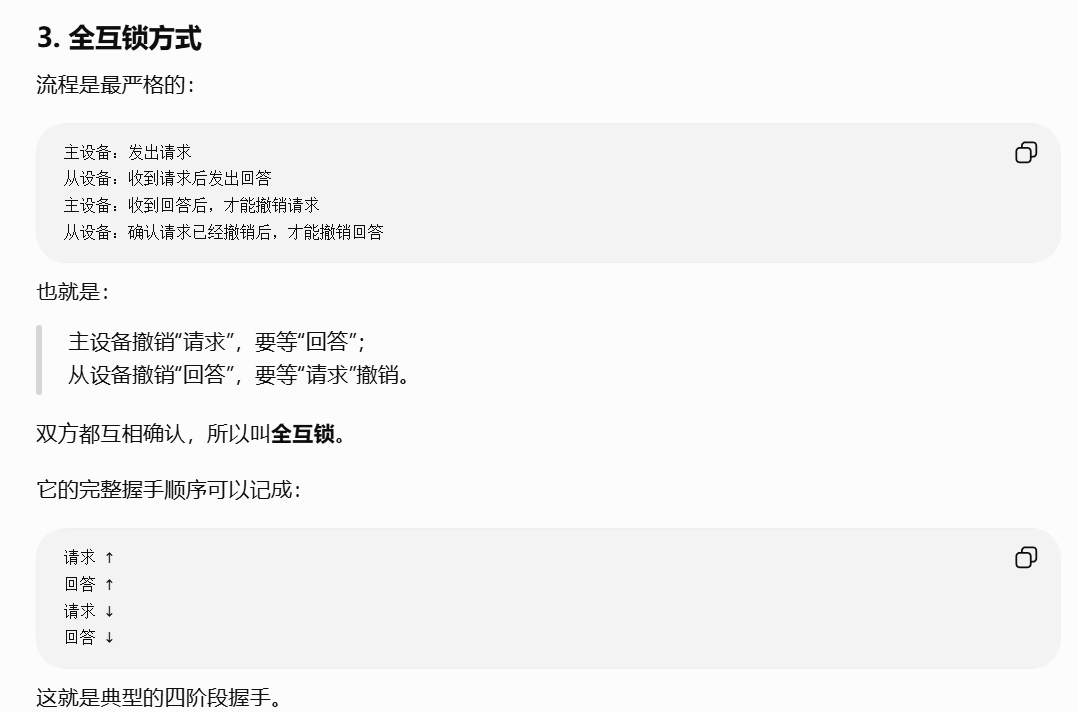 3. 全互锁方式
流程是最严格的：
主设备：发出请求
从设备：收到请求后发出回答
主设备：收到回答后，才能撤销请求
从设备：确认请求已经撤销后，才能撤销回答
也就是：
主设备撤销“请求”，要等“回答”；
从设备撤销“回答”，要等“请求”撤销。
双方都互相确认，所以叫全互锁。
它的完整握手顺序可以记成：
请求 ↑
回答 ↑
请求 ↓
回答 ↓
这就是典型的四阶段握手。